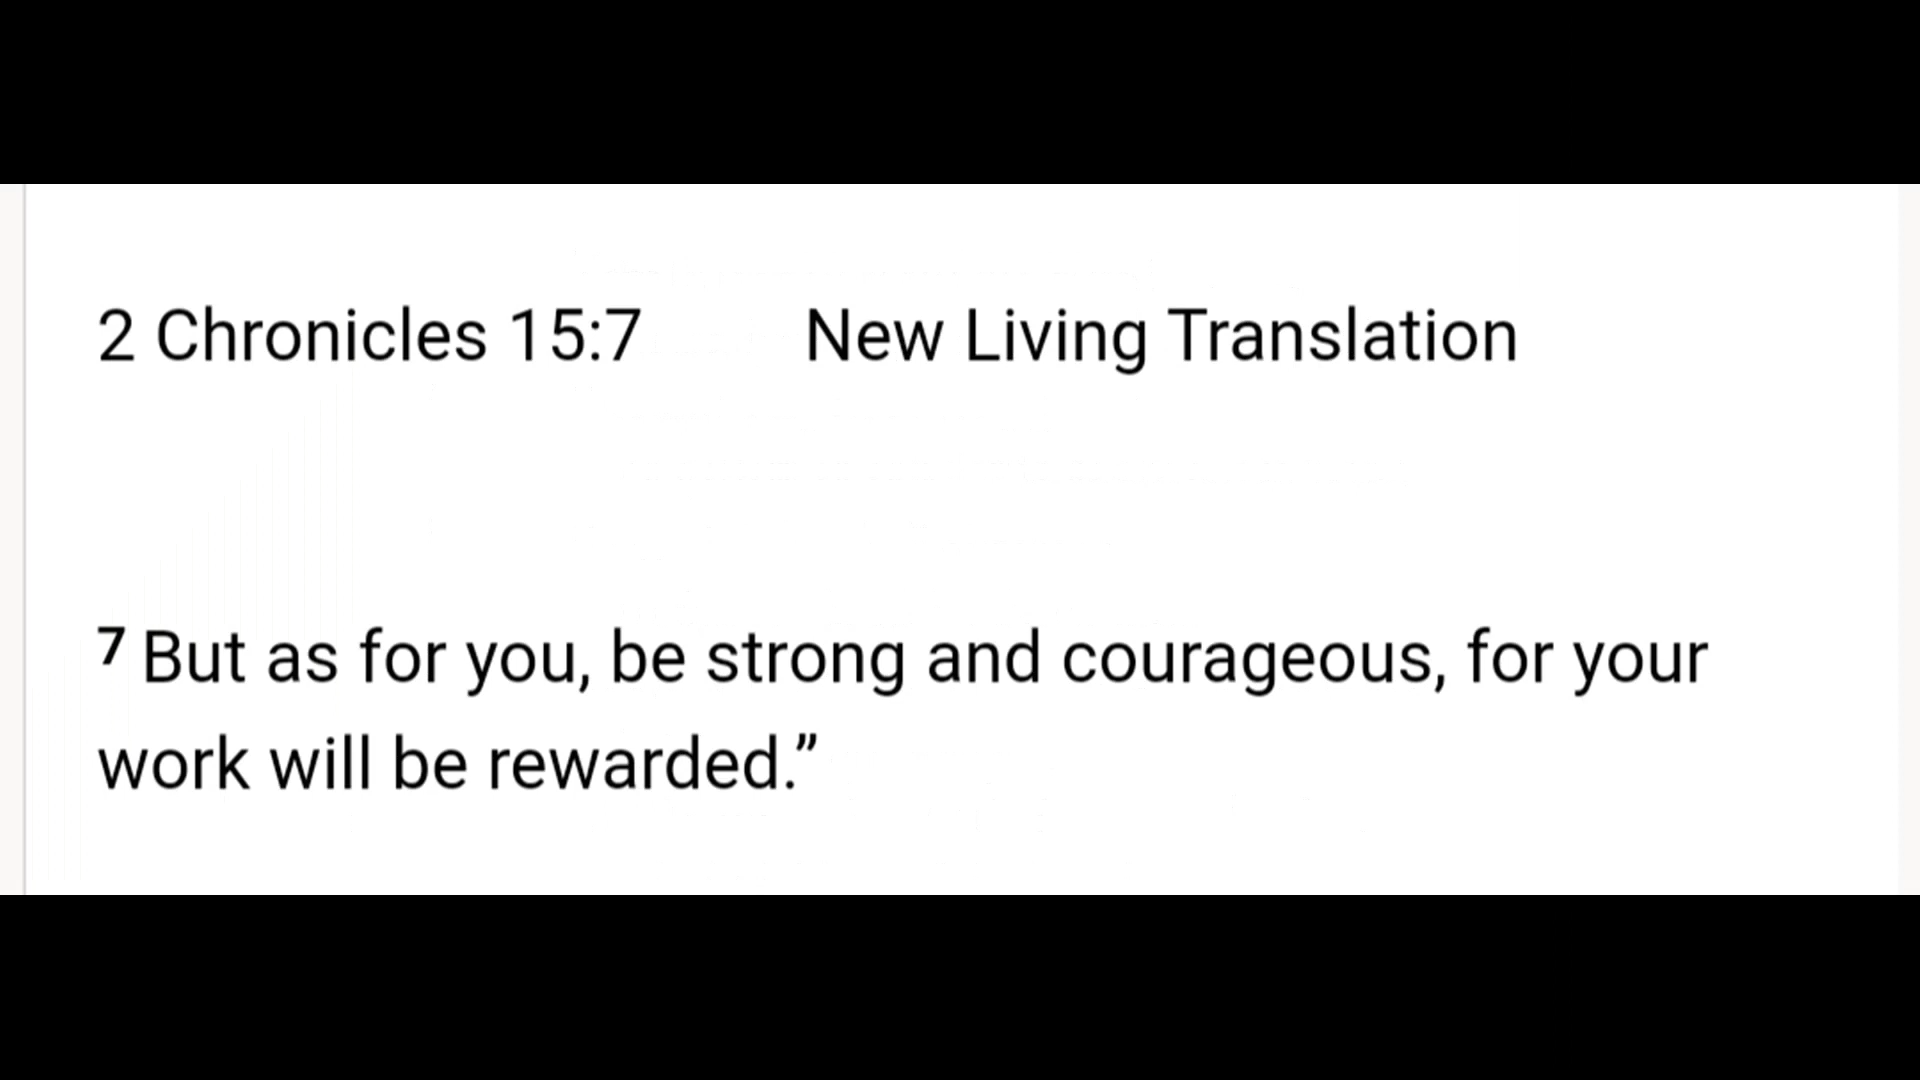 2 Chronicles 15:7 New Living Translation
7 But as for you, be strong and courageous, for your
work will be rewarded.”